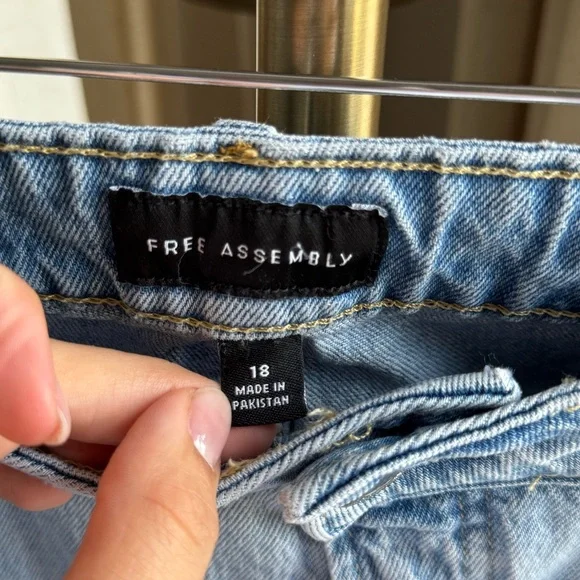 FREE ASSEMBLY
18
MADE IN
PAKISTAN